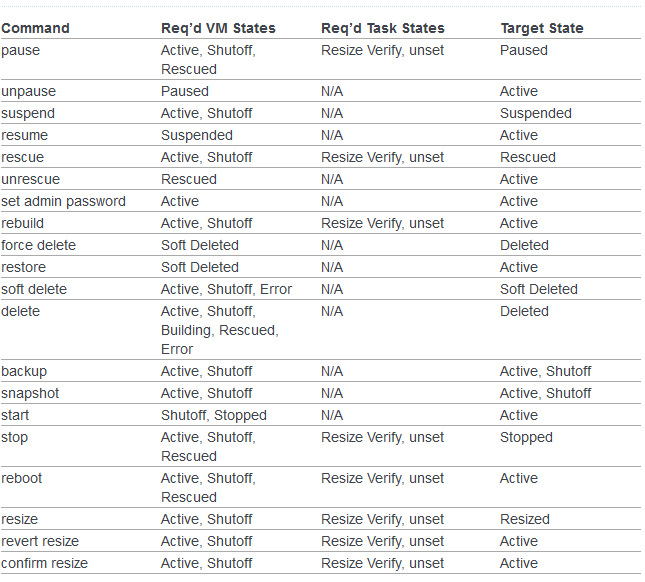 Command Req’d VM States Req’d Task States Target State
pause Active, Shutoff, Resize Verify, unset Paused
Rescued
unpause Paused N/A Active
suspend Active, Shutoff N/A Suspended
resume Suspended N/A Active
rescue Active, Shutoff Resize Verify, unset Rescued
unrescue Rescued N/A Active
set admin password Active N/A Active
rebuild Active, Shutoff Resize Verify, unset Active
force delete Soft Deleted N/A Deleted
restore Soft Deleted N/A Active
soft delete Active, Shutoff, Error N/A Soft Deleted
delete Active, Shutoff, N/A Deleted
Building, Rescued,
Error
backup Active, Shutoff N/A Active, Shutoff
snapshot Active, Shutoff N/A Active, Shutoff
start Shutoff, Stopped N/A Active
stop Active, Shutoff, Resize Verify, unset Stopped
Rescued
reboot Active, Shutoff, Resize Verify, unset Active
Rescued
resize Active, Shutoff Resize Verify, unset Resized
revert resize Active, Shutoff Resize Verify, unset Active
confirm resize Active, Shutoff Resize Verify, unset Active